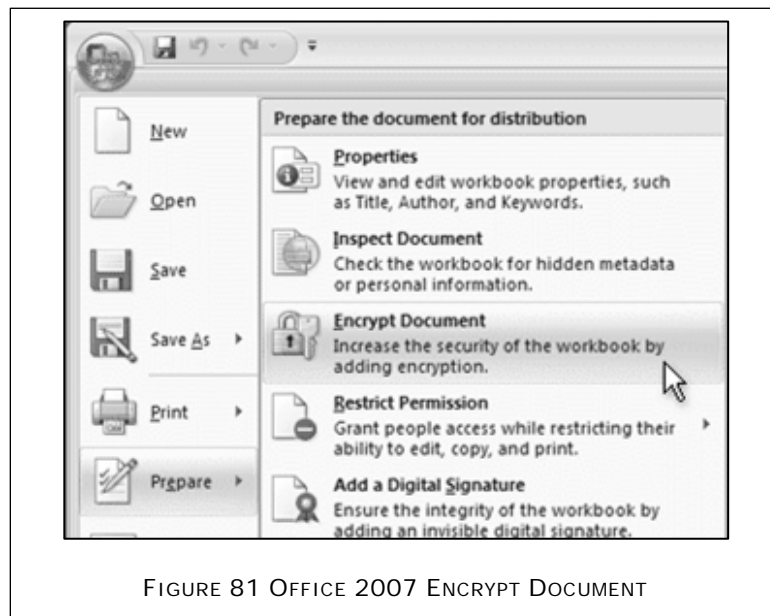 New
Open
Save
Save As
Print
Prepare
Prepare the document for distribution
Properties
View and edit workbook properties, such
as Title, Author, and Keywords.
Inspect Document
Check the workbook for hidden metadata
or personal information.
Encrypt Document
Increase the security of the workbook by
adding encryption.
Restrict Permission
Grant people access while restricting their
ability to edit, copy, and print.
Add a Digital Signature
Ensure the integrity of the workbook by
adding an invisible digital signature.
FIGURE 81 OFFICE 2007 ENCRYPT DOCUMENT